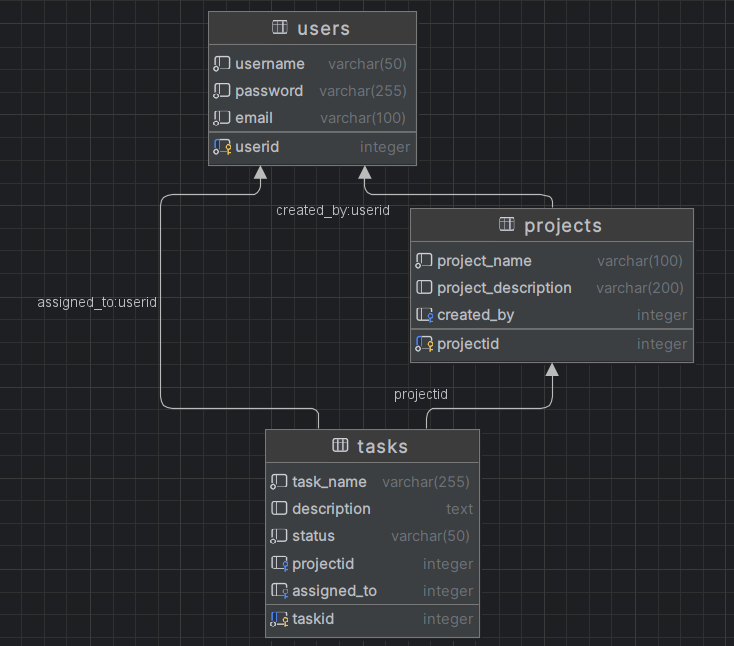 users
username varchar(50)
password varchar(255)
email varchar(100)
userid integer
created_by:userid
projects
project_name varchar(100)
project_description varchar(200)
created_by integer
projectid integer
assigned_to:userid
projectid
tasks
task_name varchar(255)
description text
status varchar(50)
projectid integer
assigned_to integer
taskid integer